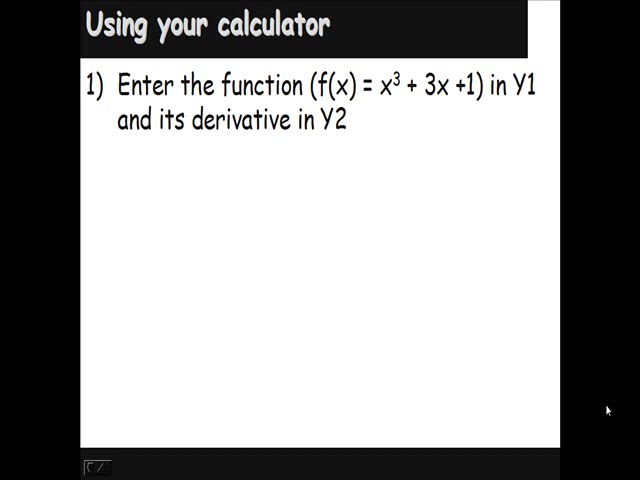 Using your calculator
1) Enter the function (f(x) = x³ + 3x +1) in Y1
and its derivative in Y2